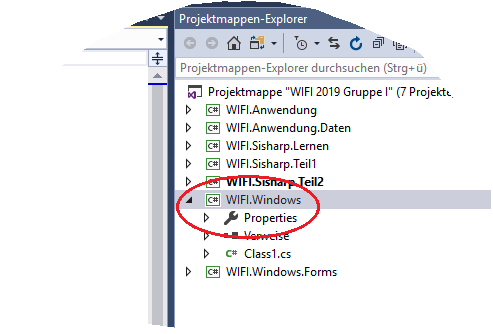 Projektmappen-Explorer
Projektmappen-Explorer durchsuchen (Strg+ü)
Projektmappe "WIFI 2019 Gruppe I" (7 Projekte
C# WIFI.Anwendung
C# WIFI.Anwendung.Daten
C# WIFI.Sisharp.Lernen
C# WIFI.Sisharp.Teil1
C# WIFI.Sisharp.Teil2
C# WIFI.Windows
Properties
Verweise
C# Class1.cs
C# WIFI.Windows.Forms